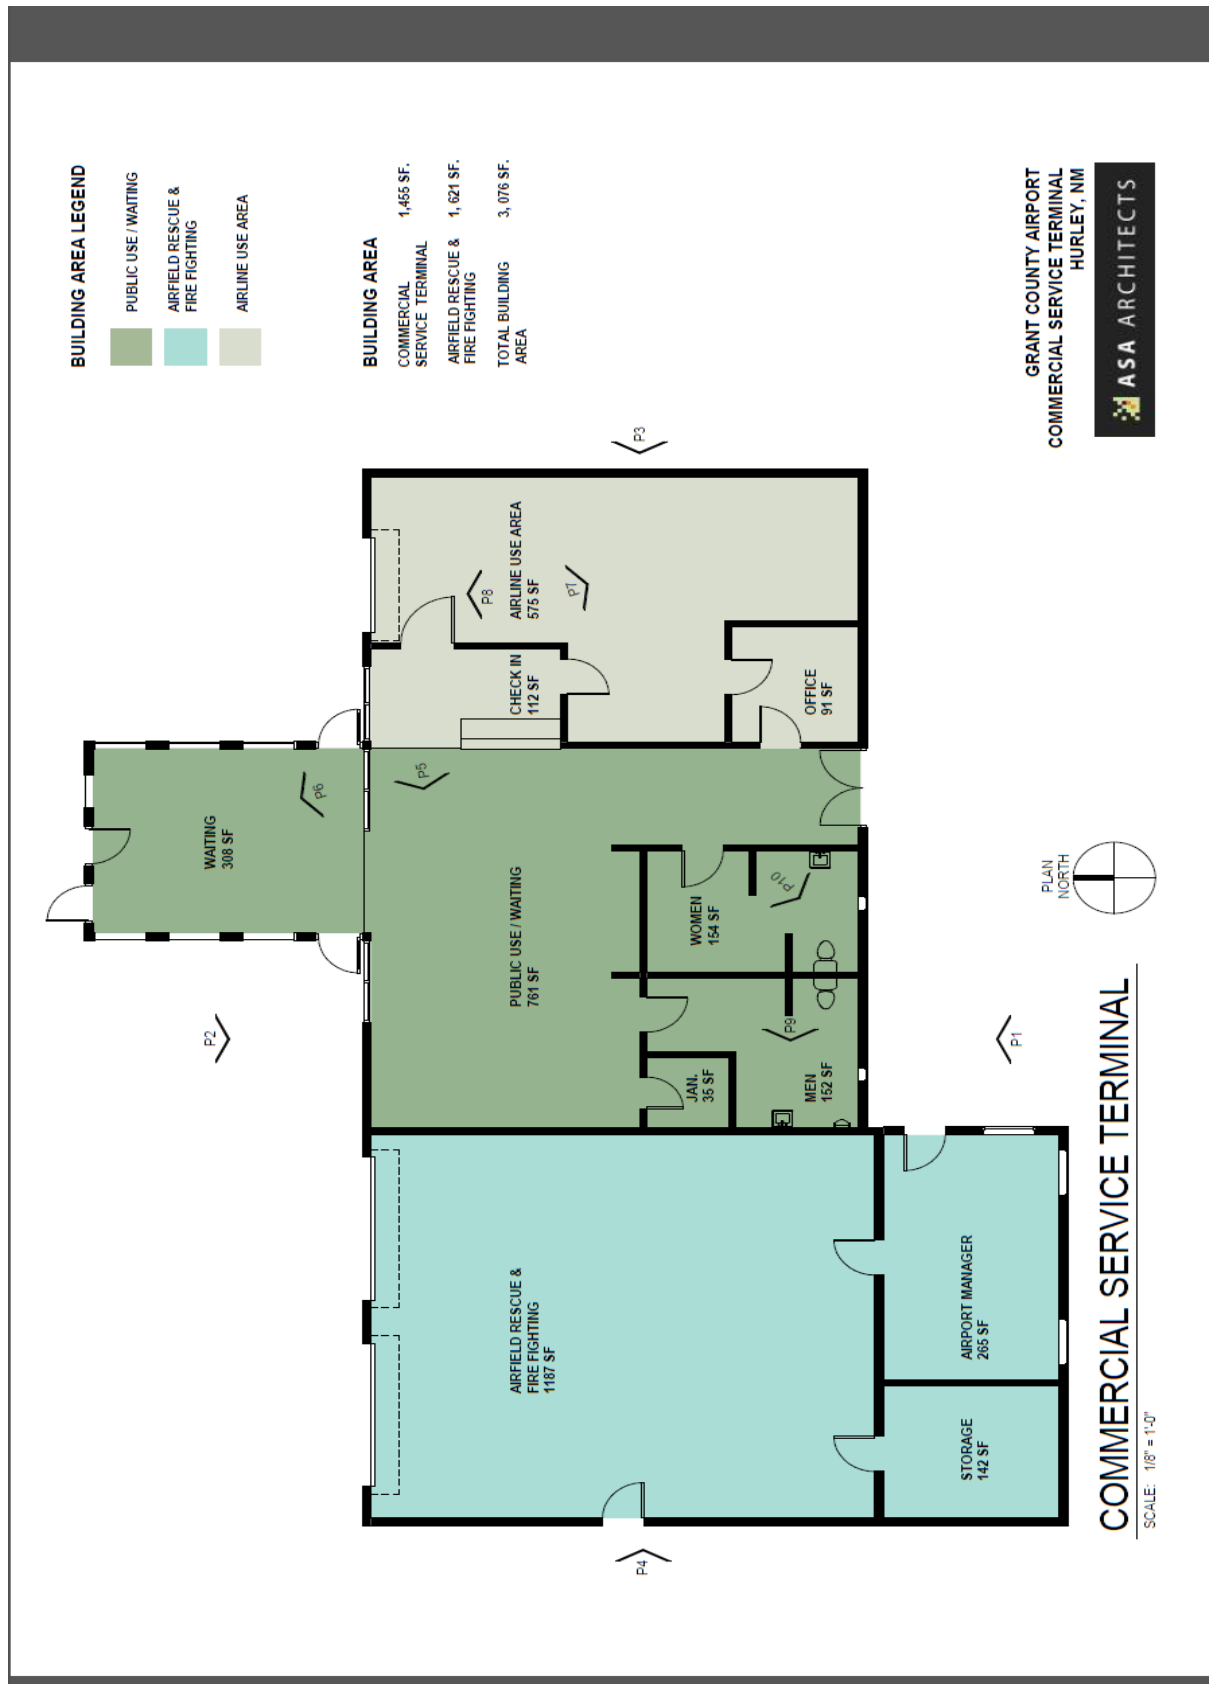 BUILDING AREA LEGEND
PUBLIC USE / WAITING
AIRFIELD RESCUE &
FIRE FIGHTING
AIRLINE USE AREA
BUILDING AREA
COMMERCIAL 1,455 SF.
SERVICE TERMINAL
AIRFIELD RESCUE & 1, 621 SF.
FIRE FIGHTING
TOTAL BUILDING 3, 076 SF.
AREA
P2
WAITING
308 SF
P6
P5
P8
P7
P3
AIRLINE USE AREA
575 SF
CHECK IN
112 SF
OFFICE
91 SF
PUBLIC USE / WAITING
761 SF
WOMEN
154 SF
P10
JAN.
35 SF
P9
MEN
152 SF
P1
AIRFIELD RESCUE &
FIRE FIGHTING
1187 SF
P4
AIRPORT MANAGER
265 SF
STORAGE
142 SF
PLAN
NORTH
COMMERCIAL SERVICE TERMINAL
SCALE: 1/8" = 1'-0"
GRANT COUNTY AIRPORT
COMMERCIAL SERVICE TERMINAL
HURLEY, NM
ASA ARCHITECTS